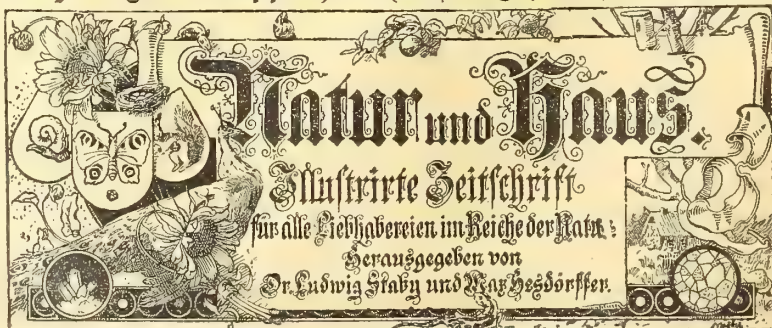 Natur und Haus.
Illustrirte Zeitschrift
für alle Liebhabereien im Reiche der Natur:
Herausgegeben von
Dr. Ludwig Staby und Max Hesdörffer.